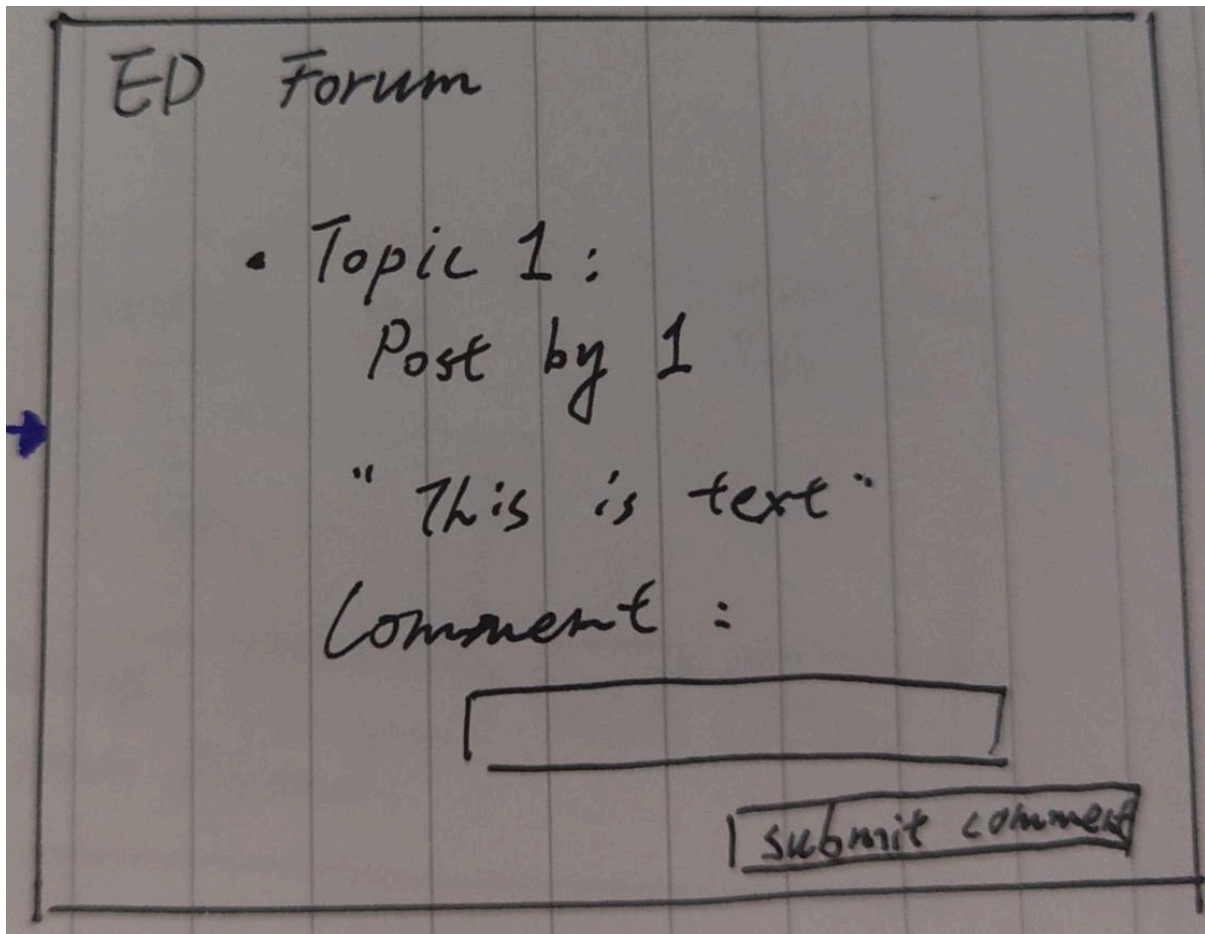 ED Forum
• Topic 1:
Post by 1
"This is text"
Comment:
submit comment